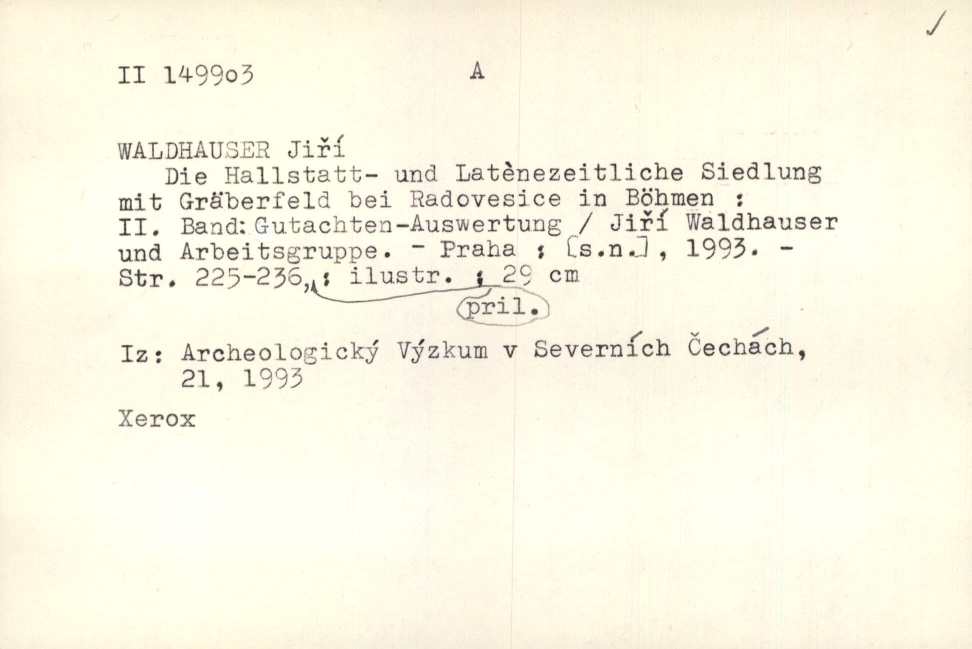 II 149903 A
WALDHAUSER Jiří
Die Hallstatt- und Latènezeitliche Siedlung
mit Gräberfeld bei Radovesice in Böhmen :
II. Band: Gutachten-Auswertung / Jiří Waldhauser
und Arbeitsgruppe. - Praha ; [s.n.], 1993. -
Str. 225-236, : ilustr. ; 29 cm
pril.
Iz: Archeologický Výzkum v Severních Čechách,
21, 1993
Xerox